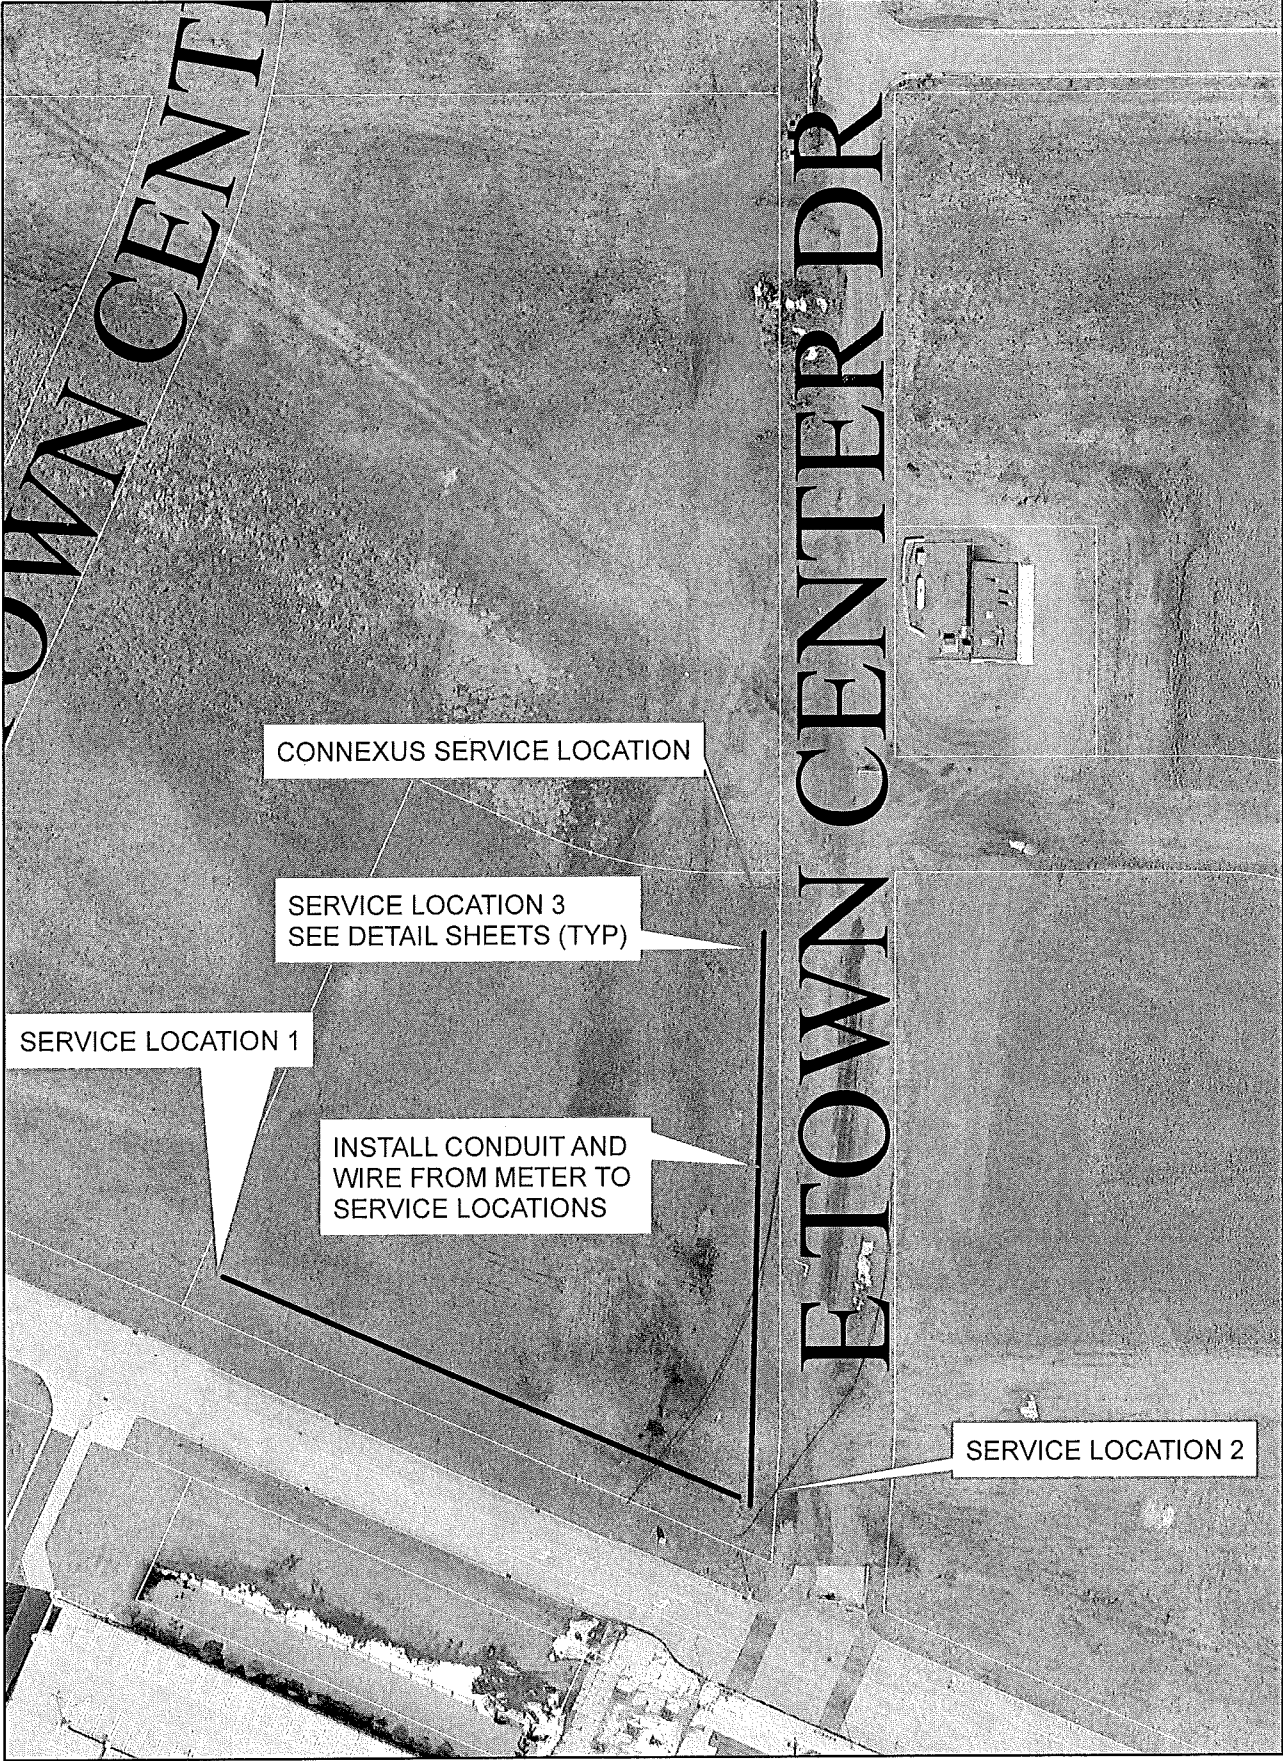 OWN CENT
E TOWN CENTER DR
CONNEXUS SERVICE LOCATION
SERVICE LOCATION 3
SEE DETAIL SHEETS (TYP)
SERVICE LOCATION 1
INSTALL CONDUIT AND
WIRE FROM METER TO
SERVICE LOCATIONS
SERVICE LOCATION 2